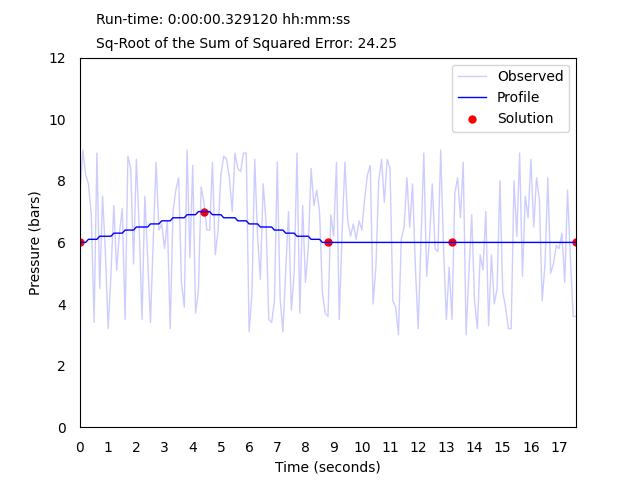 Run-time: 0:00:00.329120 hh:mm:ss
Sq-Root of the Sum of Squared Error: 24.25
Observed
Profile
Solution
12
10
8
6
4
2
0
Pressure (bars)
0 1 2 3 4 5 6 7 8 9 10 11 12 13 14 15 16 17
Time (seconds)